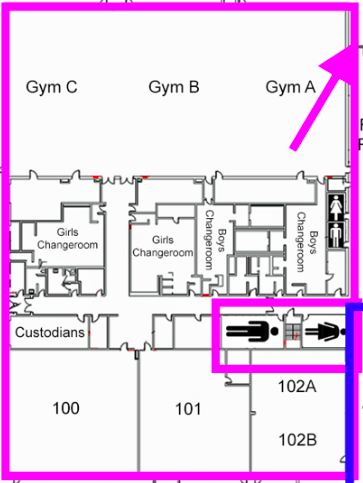 Gym C
Gym B
Gym A
Girls
Changeroom
Girls
Changeroom
Boys
Changeroom
Boys
Changeroom
Custodians
100
101
102A
102B